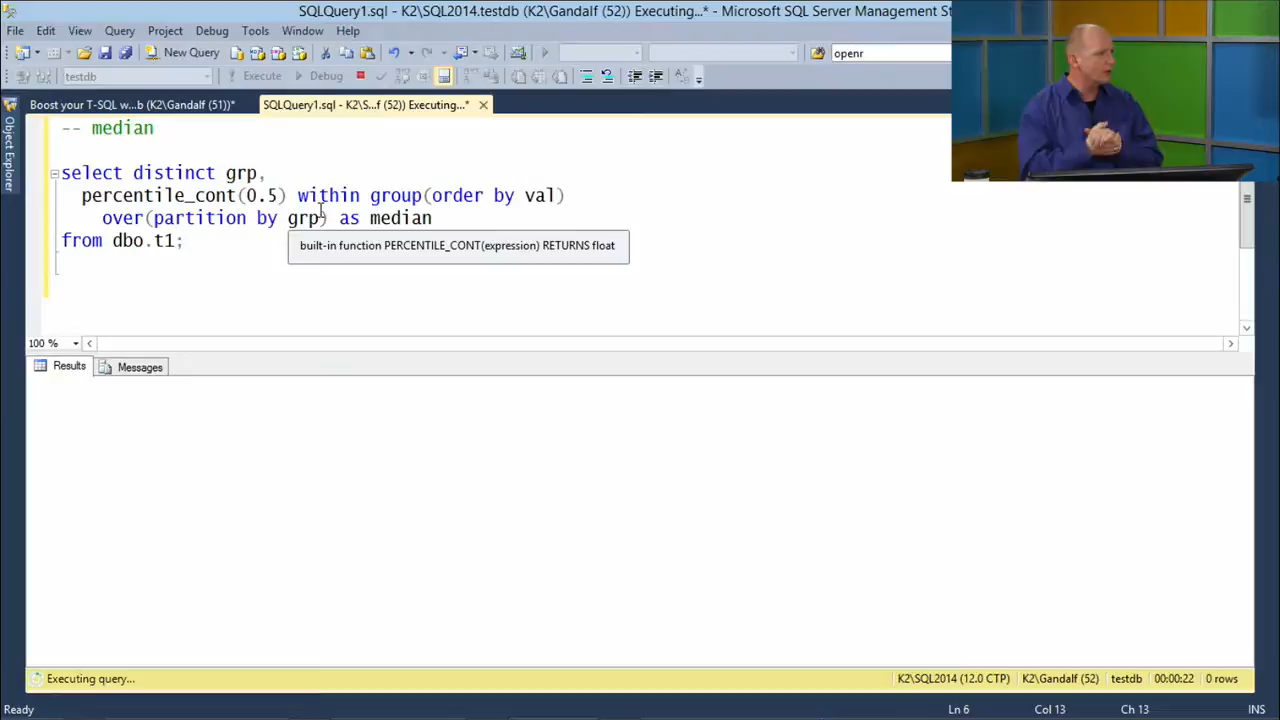 SQLQuery1.sql - K2\SQL2014.testdb (K2\Gandalf (52)) Executing...* - Microsoft SQL Server Management St
File Edit View Query Project Debug Tools Window Help
New Query openr
testdb Execute Debug
Boost your T-SQL w...b (K2\Gandalf (51))* SQLQuery1.sql - K2\S...f (52)) Executing...*
Object Explorer
-- median
select distinct grp,
percentile_cont(0.5) within group(order by val)
over(partition by grp) as median
from dbo.t1;
built-in function PERCENTILE_CONT(expression) RETURNS float
100 %
Results Messages
Executing query... K2\SQL2014 (12.0 CTP) K2\Gandalf (52) testdb 00:00:22 0 rows
Ready Ln 6 Col 13 Ch 13 INS